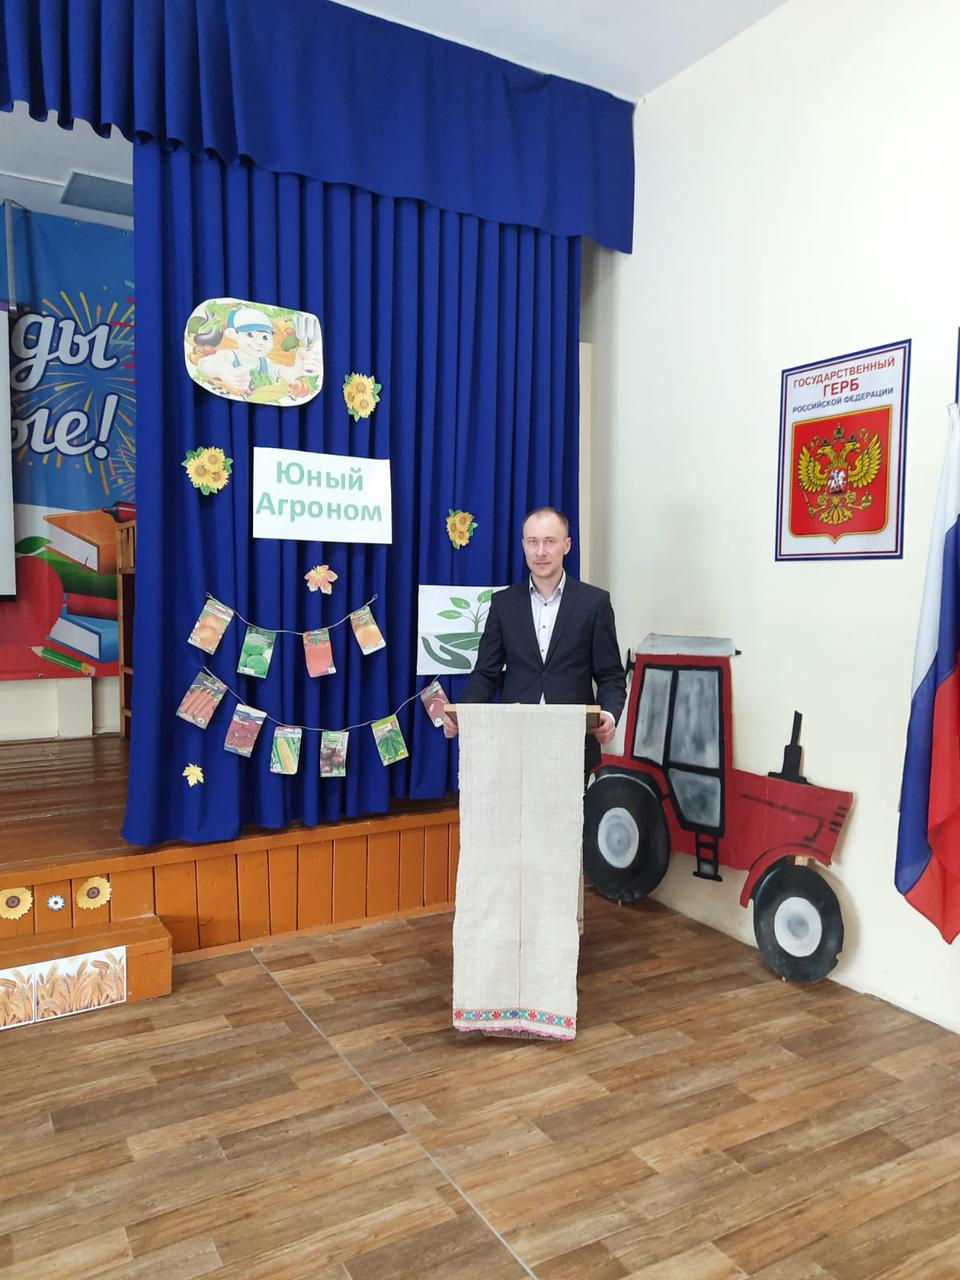 ды
ые!
Юный
Агроном
ГОСУДАРСТВЕННЫЙ
ГЕРБ
РОССИЙСКОЙ ФЕДЕРАЦИИ